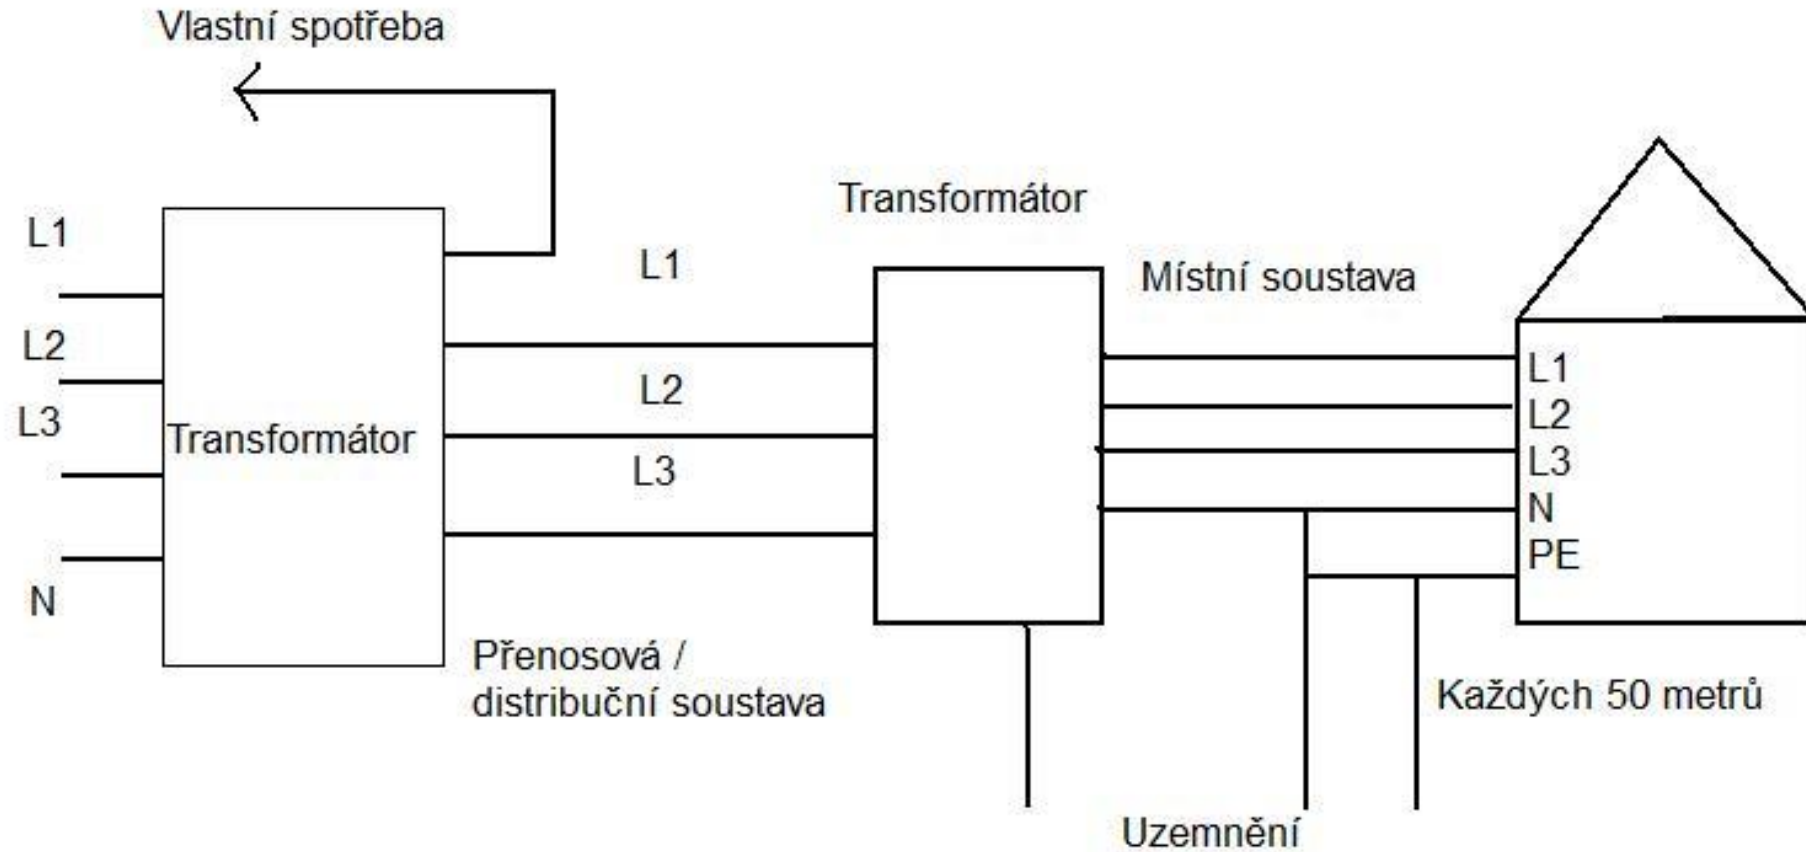 Vlastní spotřeba
L1
L2
L3
N
Transformátor
L1
L2
L3
Přenosová /
distribuční soustava
Transformátor
Místní soustava
L1
L2
L3
N
PE
Každých 50 metrů
Uzemnění